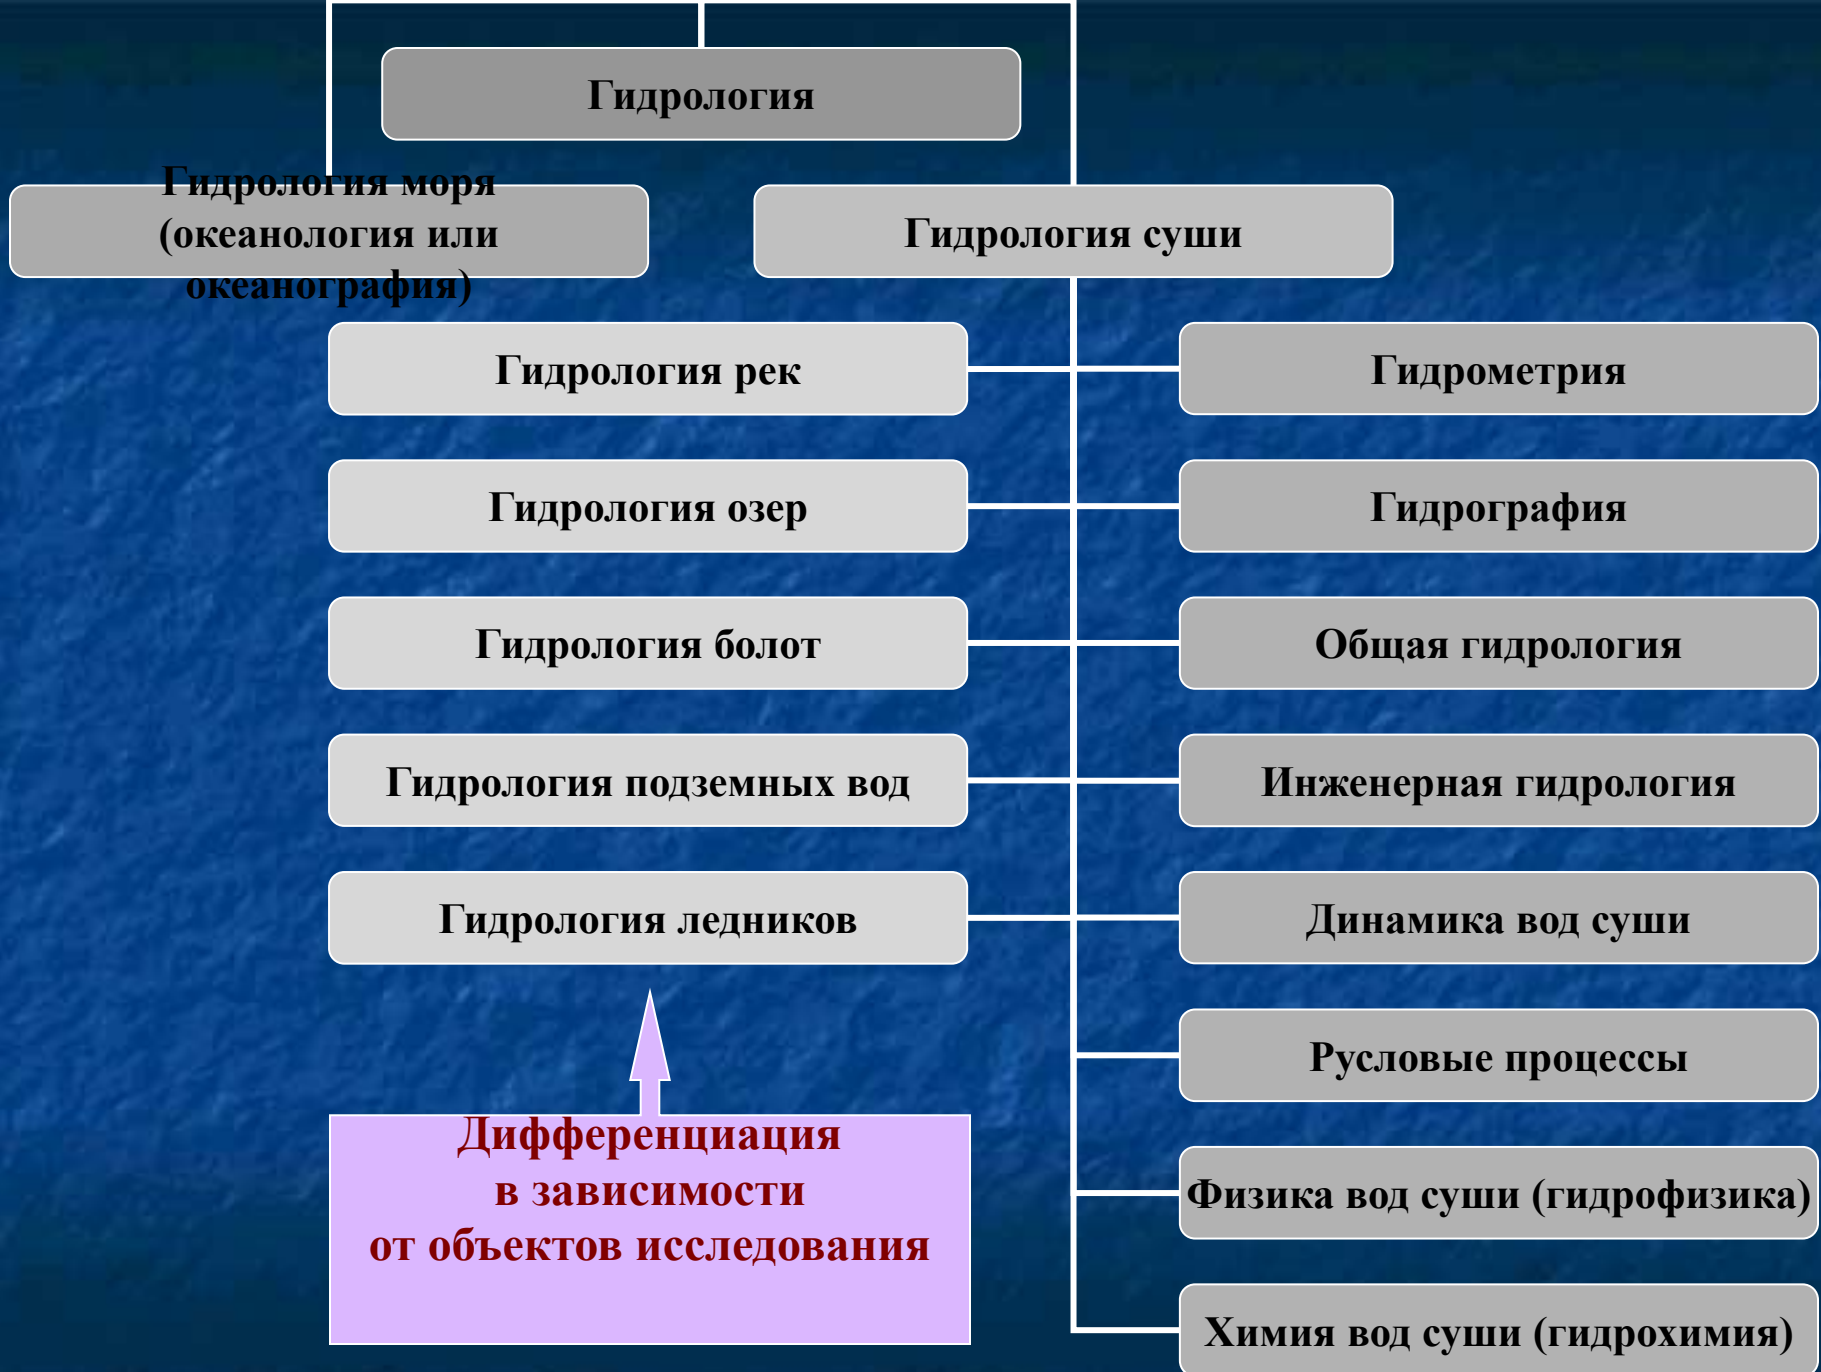 Гидрология
Гидрология моря
(океанология или
океанография)
Гидрология суши
Гидрология рек
Гидрометрия
Гидрология озер
Гидрография
Гидрология болот
Общая гидрология
Гидрология подземных вод
Инженерная гидрология
Гидрология ледников
Динамика вод суши
Русловые процессы
Дифференциация
в зависимости
от объектов исследования
Физика вод суши (гидрофизика)
Химия вод суши (гидрохимия)